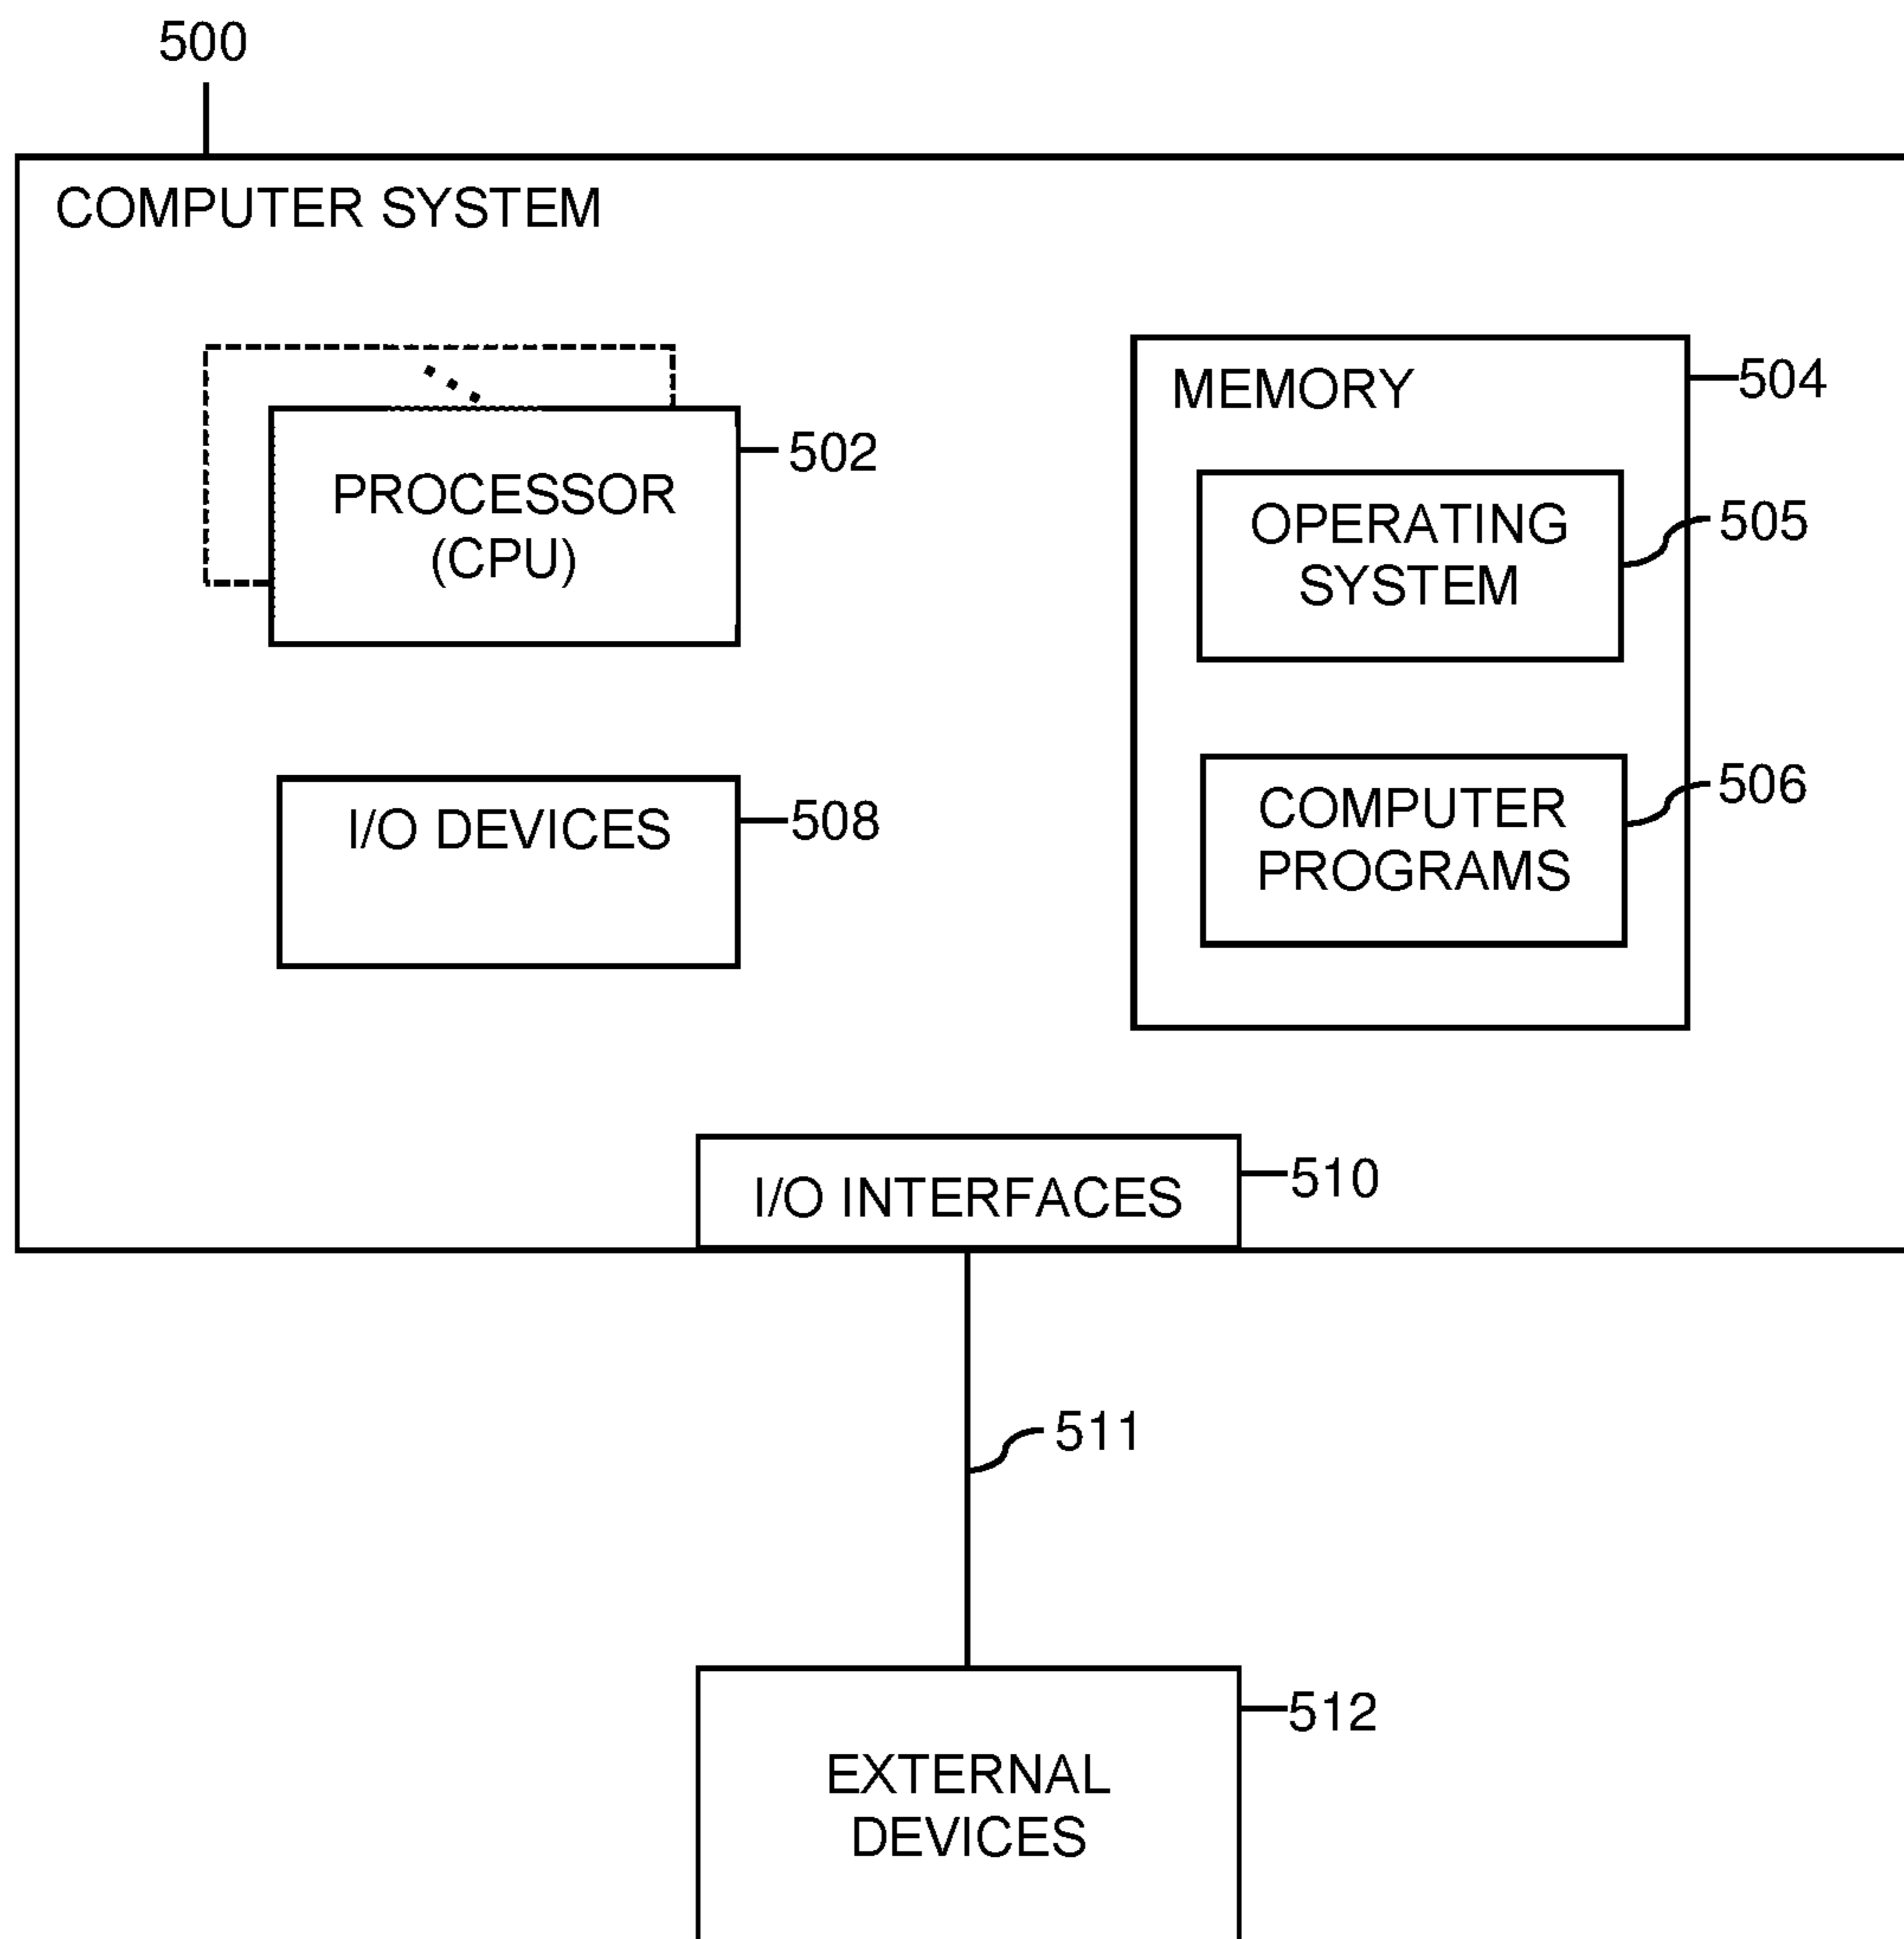 500
COMPUTER SYSTEM
PROCESSOR
(CPU)
502
MEMORY
504
OPERATING
SYSTEM
505
I/O DEVICES
508
COMPUTER
PROGRAMS
506
I/O INTERFACES
510
511
EXTERNAL
DEVICES
512